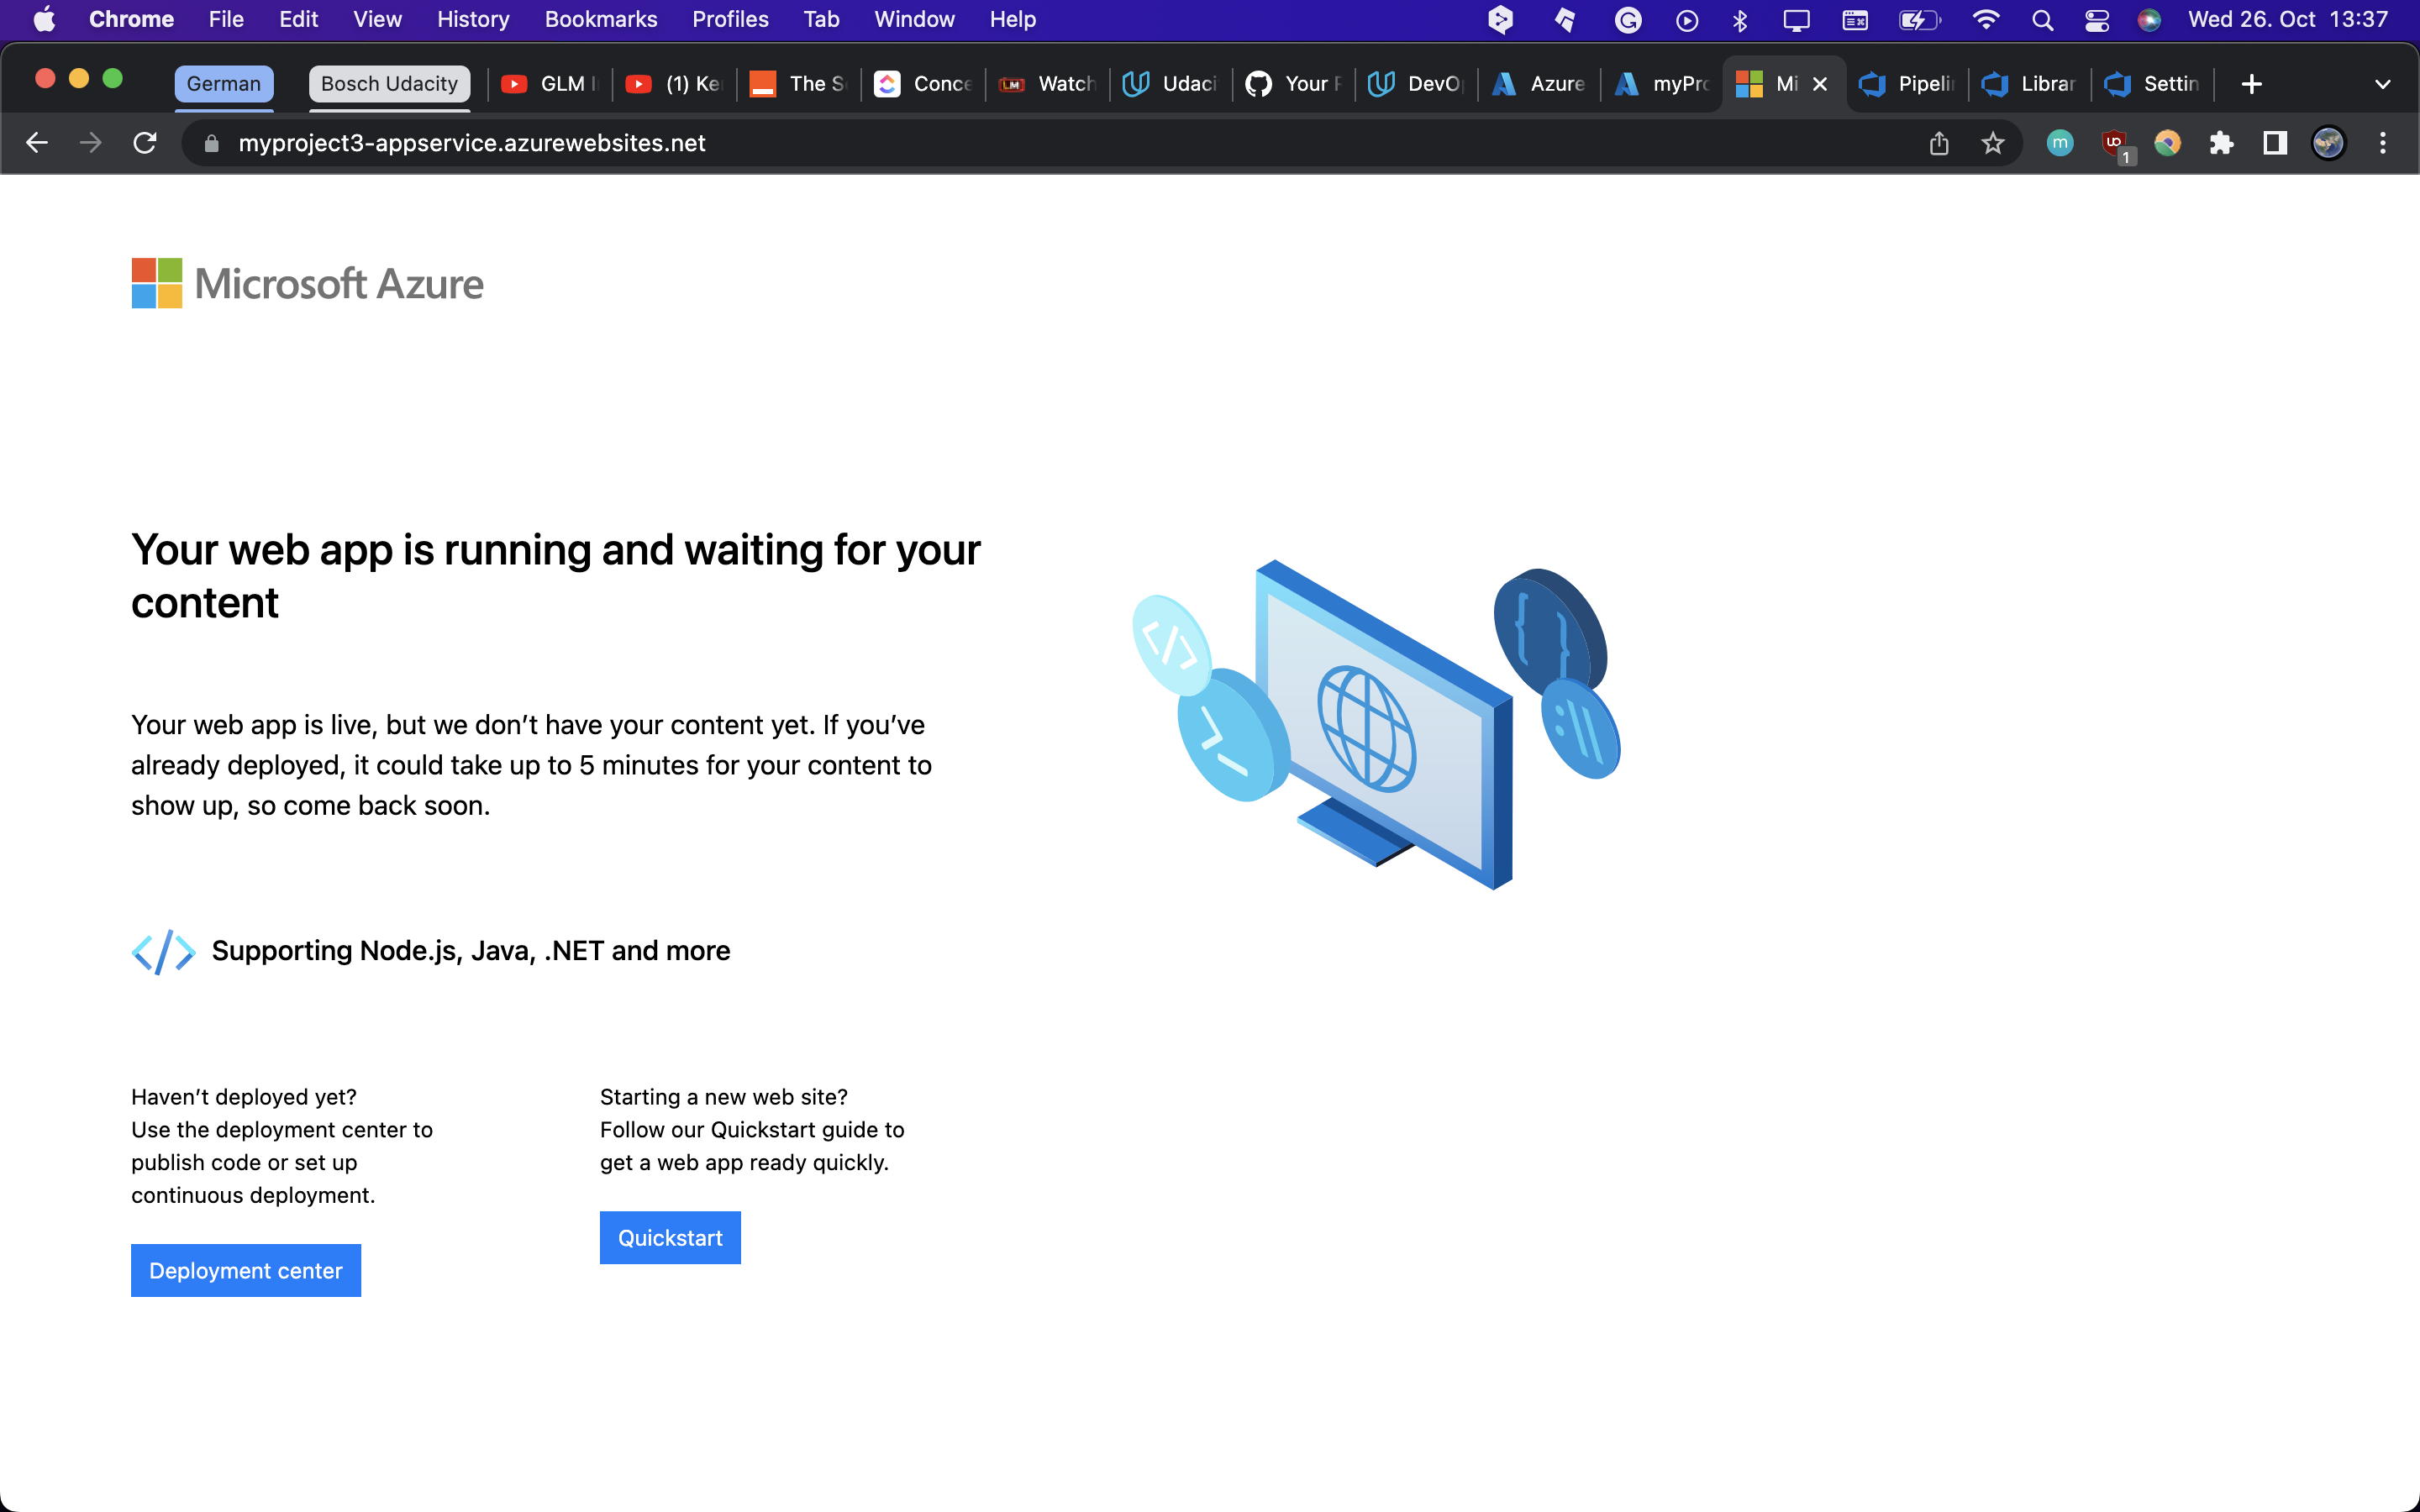 Chrome File Edit View History Bookmarks Profiles Tab Window Help Wed 26. Oct 13:37
German Bosch Udacity GLM (1) The Conce Watch Udaci Your DevO Azure myPro Mi Pipeli Librar Settin
myproject3-appservice.azurewebsites.net m 1
Microsoft Azure
Your web app is running and waiting for your
content
Your web app is live, but we don’t have your content yet. If you’ve
already deployed, it could take up to 5 minutes for your content to
show up, so come back soon.
Supporting Node.js, Java, .NET and more
Haven’t deployed yet?
Use the deployment center to
publish code or set up
continuous deployment.
Deployment center
Starting a new web site?
Follow our Quickstart guide to
get a web app ready quickly.
Quickstart